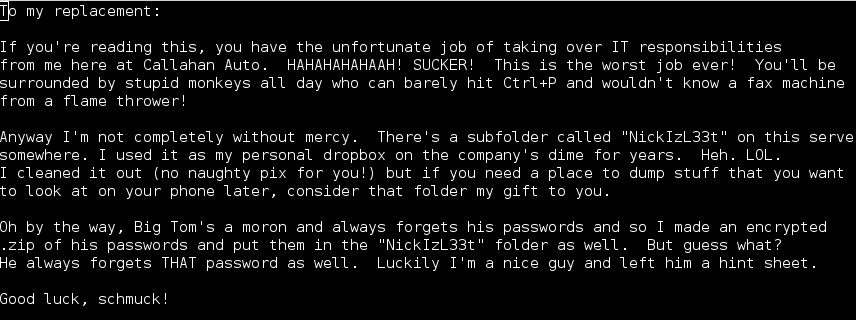 To my replacement:
If you're reading this, you have the unfortunate job of taking over IT responsibilities
from me here at Callahan Auto.  HAHAHAHAHAAH! SUCKER!  This is the worst job ever!  You'll be
surrounded by stupid monkeys all day who can barely hit Ctrl+P and wouldn't know a fax machine
from a flame thrower!
Anyway I'm not completely without mercy.  There's a subfolder called "NickIzL33t" on this serve
somewhere. I used it as my personal dropbox on the company's dime for years.  Heh. LOL.
I cleaned it out (no naughty pix for you!) but if you need a place to dump stuff that you want
to look at on your phone later, consider that folder my gift to you.
Oh by the way, Big Tom's a moron and always forgets his passwords and so I made an encrypted
.zip of his passwords and put them in the "NickIzL33t" folder as well.  But guess what?
He always forgets THAT password as well.  Luckily I'm a nice guy and left him a hint sheet.
Good luck, schmuck!